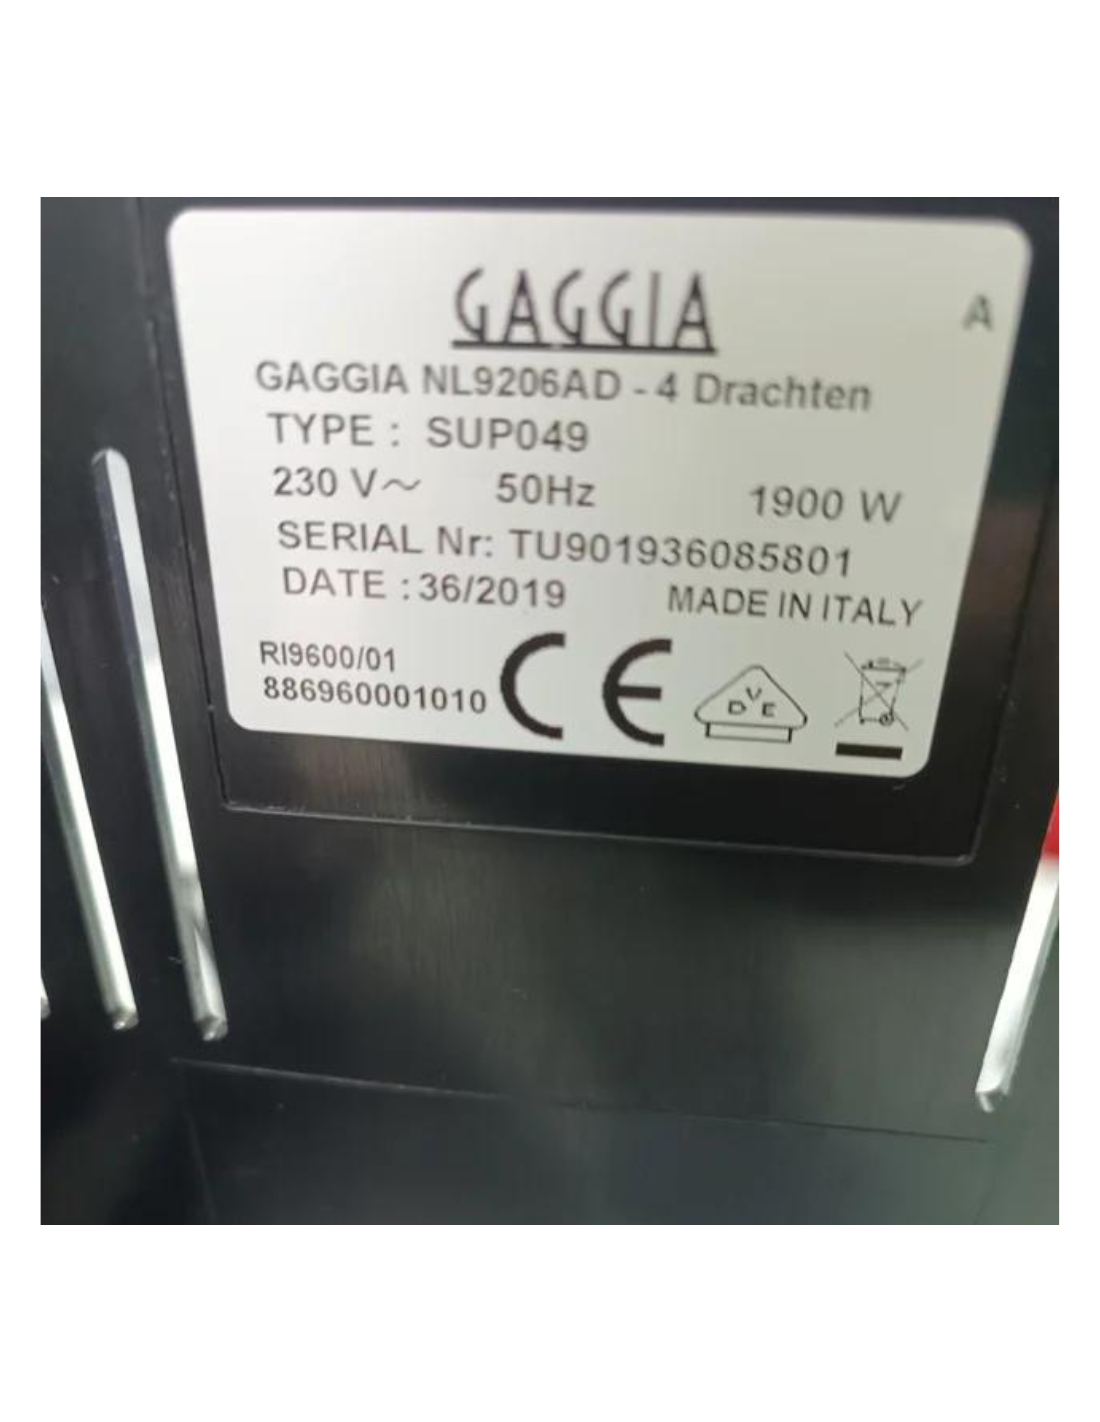 GAGGIA
A
GAGGIA NL9206AD - 4 Drachten
TYPE : SUP049
230 V~ 50Hz 1900 W
SERIAL Nr: TU901936085801
DATE : 36/2019 MADE IN ITALY
RI9600/01
886960001010
CE
VDE